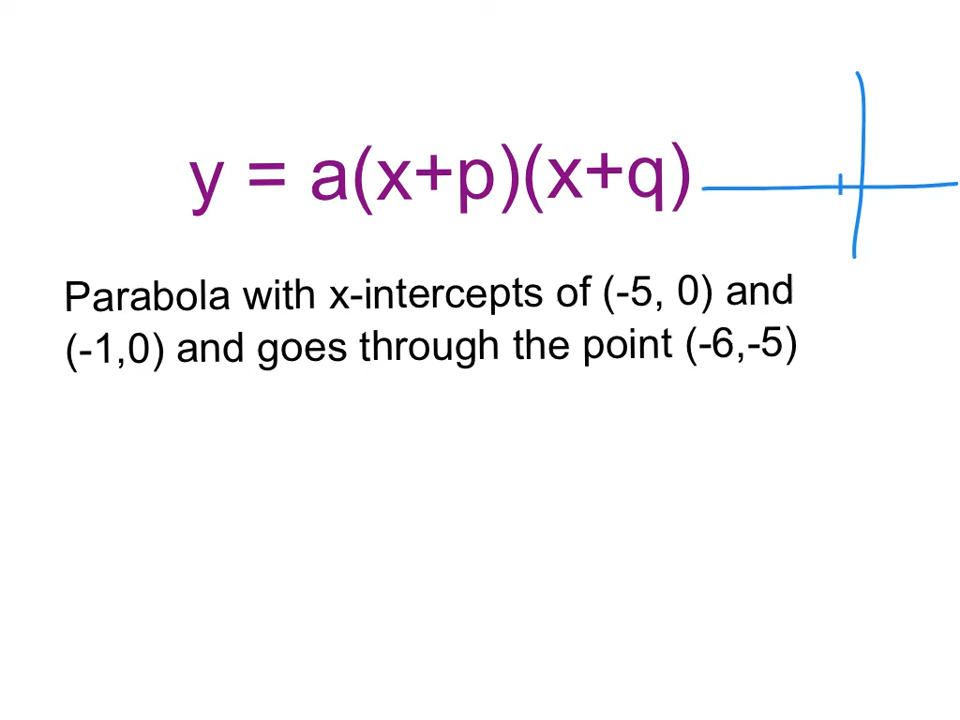 y = a(x+p)(x+q)
Parabola with x-intercepts of (-5, 0) and
(-1,0) and goes through the point (-6,-5)